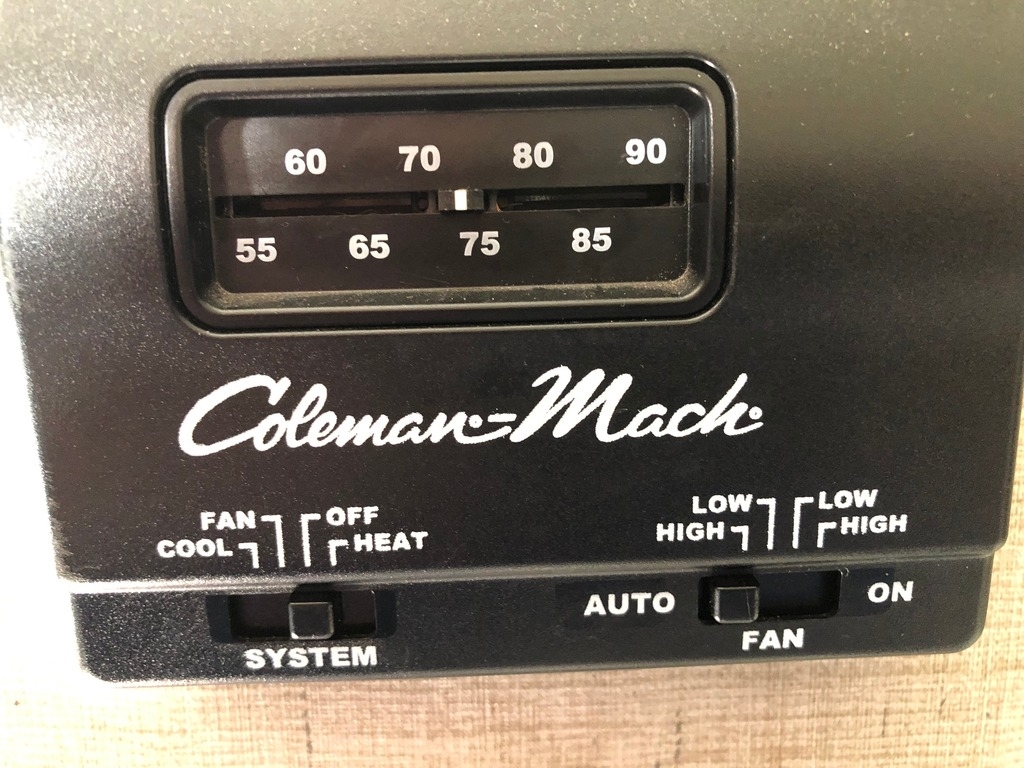 60 70 80 90
55 65 75 85
Coleman-Mach
FAN OFF
COOL HEAT
LOW LOW
HIGH HIGH
AUTO ON
SYSTEM FAN